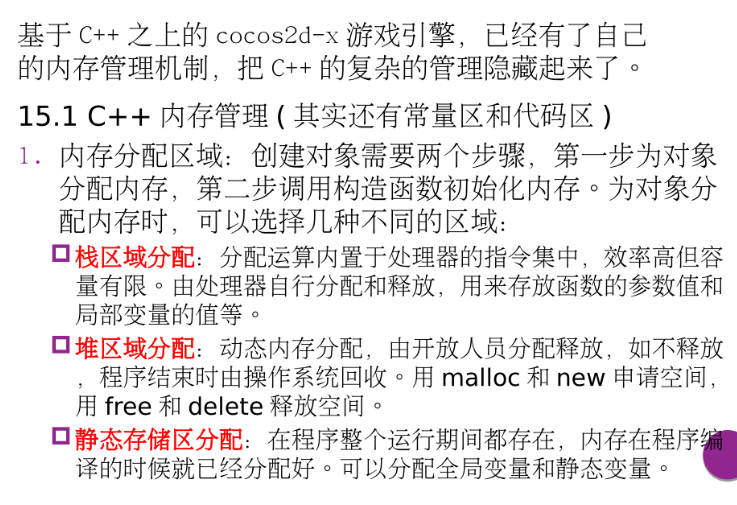 基于 C++ 之上的 cocos2d-x 游戏引擎，已经有了自己
的内存管理机制，把 C++ 的复杂的管理隐藏起来了。
15.1 C++ 内存管理 ( 其实还有常量区和代码区 )
1. 内存分配区域：创建对象需要两个步骤，第一步为对象
分配内存，第二步调用构造函数初始化内存。为对象分
配内存时，可以选择几种不同的区域：
栈区域分配：分配运算内置于处理器的指令集中，效率高但容
量有限。由处理器自行分配和释放，用来存放函数的参数值和
局部变量的值等。
堆区域分配：动态内存分配，由开放人员分配释放，如不释放
，程序结束时由操作系统回收。用 malloc 和 new 申请空间，
用 free 和 delete 释放空间。
静态存储区分配：在程序整个运行期间都存在，内存在程序编
译的时候就已经分配好。可以分配全局变量和静态变量。